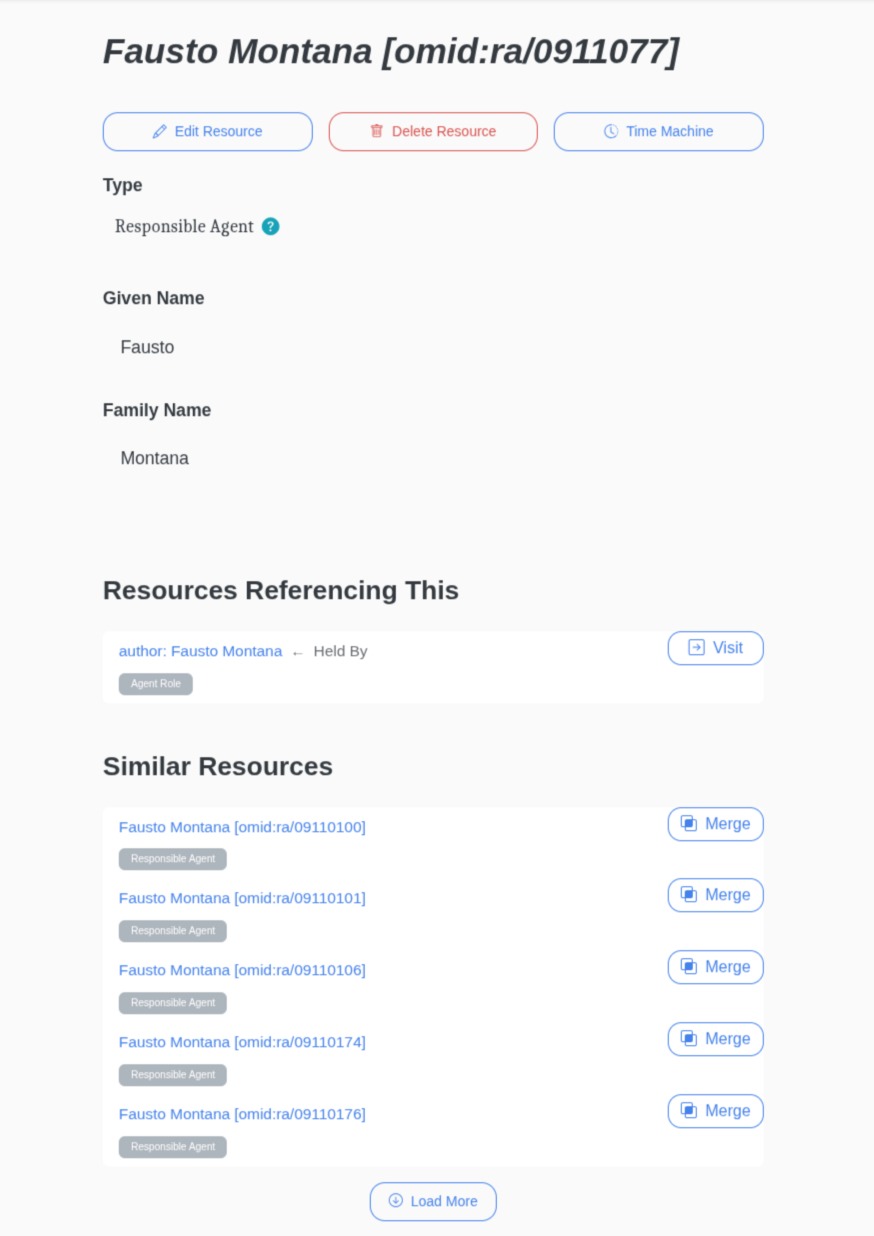 Fausto Montana [omid:ra/0911077]
Edit Resource
Delete Resource
Time Machine
Type
Responsible Agent ?
Given Name
Fausto
Family Name
Montana
Resources Referencing This
author: Fausto Montana ← Held By
Visit
Agent Role
Similar Resources
Fausto Montana [omid:ra/09110100]
Merge
Responsible Agent
Fausto Montana [omid:ra/09110101]
Merge
Responsible Agent
Fausto Montana [omid:ra/09110106]
Merge
Responsible Agent
Fausto Montana [omid:ra/09110174]
Merge
Responsible Agent
Fausto Montana [omid:ra/09110176]
Merge
Responsible Agent
Load More